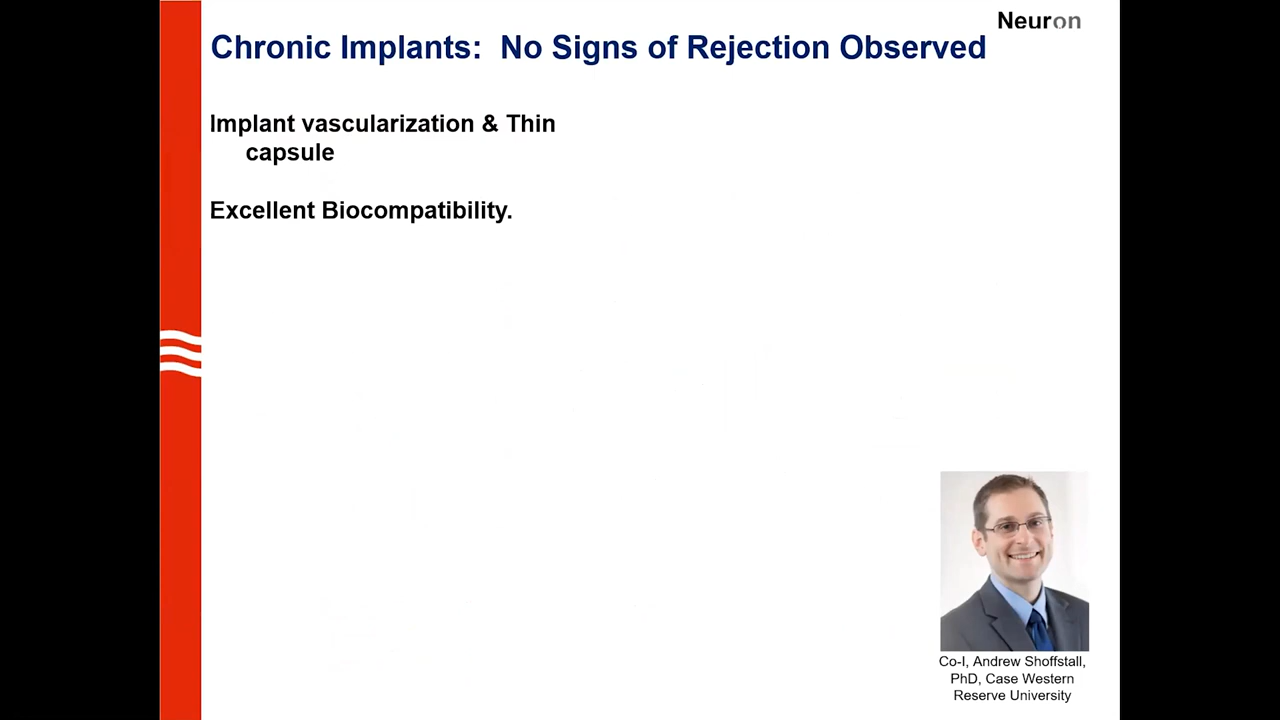 Neuron
Chronic Implants: No Signs of Rejection Observed
Implant vascularization & Thin
capsule
Excellent Biocompatibility.
Co-I, Andrew Shoffstall,
PhD, Case Western
Reserve University